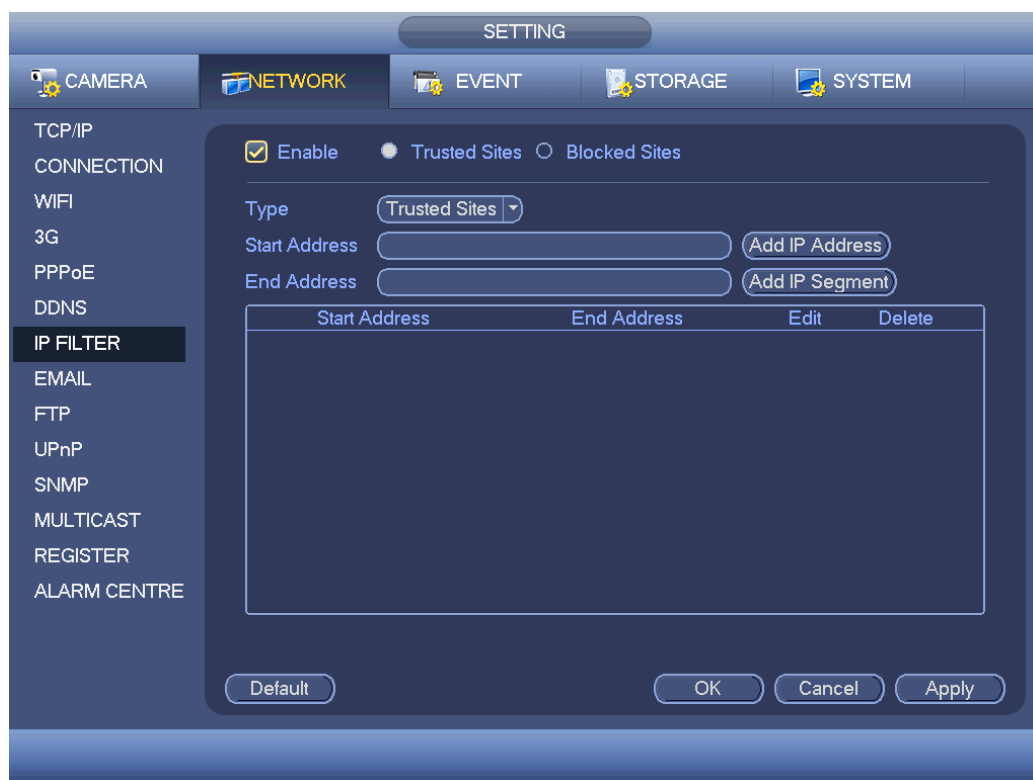 SETTING
CAMERA NETWORK EVENT STORAGE SYSTEM
TCP/IP
CONNECTION
WIFI
3G
PPPoE
DDNS
IP FILTER
EMAIL
FTP
UPnP
SNMP
MULTICAST
REGISTER
ALARM CENTRE
Enable Trusted Sites Blocked Sites
Type Trusted Sites
Start Address Add IP Address
End Address Add IP Segment
Start Address End Address Edit Delete
Default OK Cancel Apply